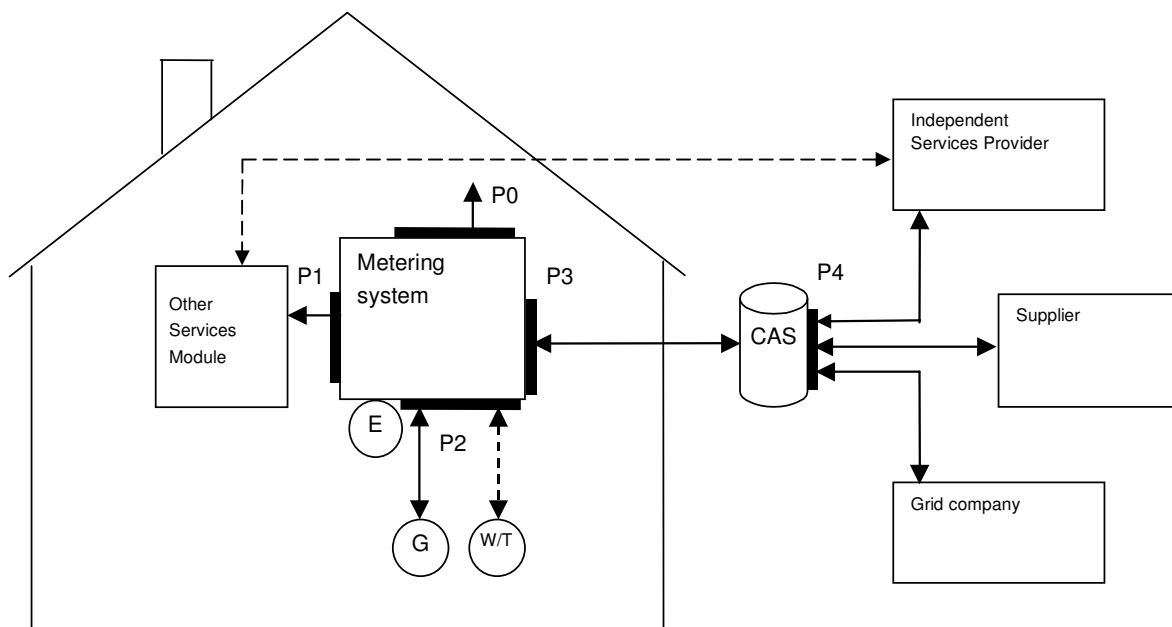 Independent
Services Provider
P0
Metering
system
P1
P3
P4
Other
Services
Module
CAS
Supplier
E
P2
G
W/T
Grid company